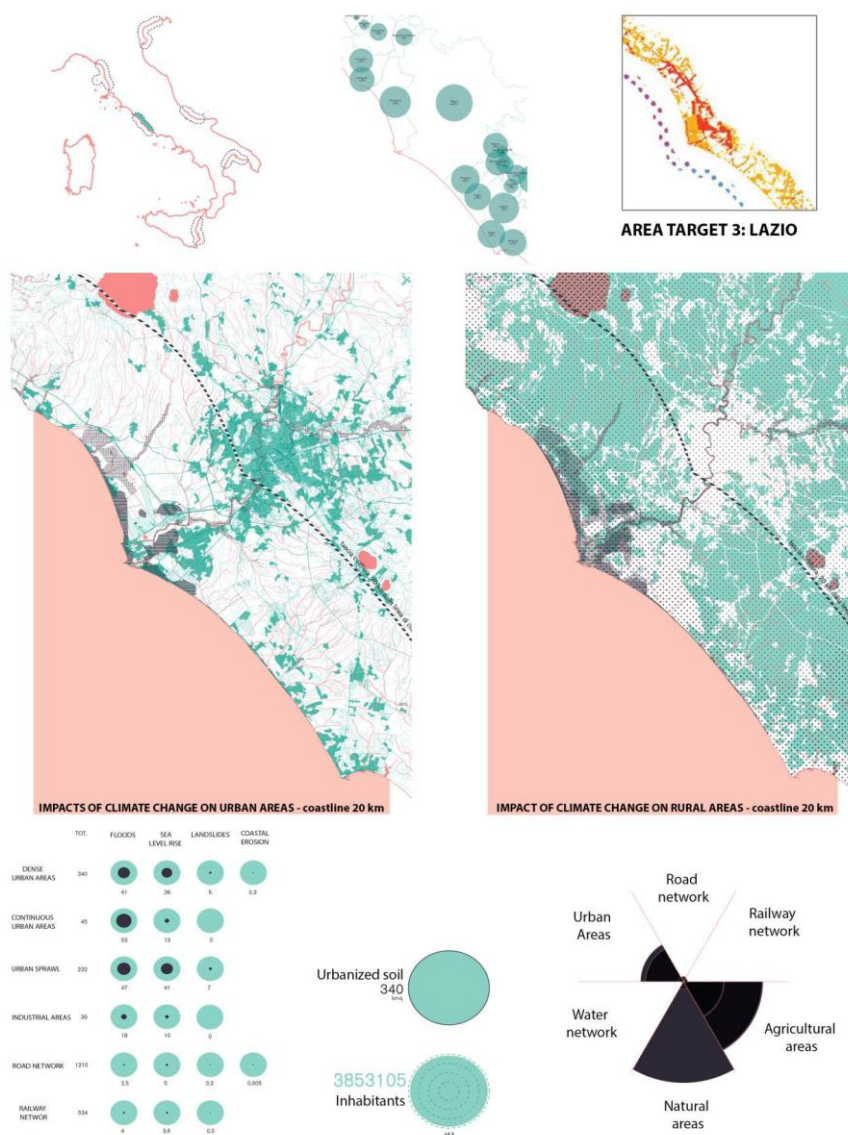 AREA TARGET 3: LAZIO
IMPACTS OF CLIMATE CHANGE ON URBAN AREAS - coastline 20 km
IMPACT OF CLIMATE CHANGE ON RURAL AREAS - coastline 20 km
TOT.
FLOODS
SEA
LEVEL RISE
LANDSLIDES
COASTAL
EROSION
DENSE
URBAN AREAS
340
41
36
5
0,3
CONTINUOUS
URBAN AREAS
45
53
13
0
URBAN SPRAWL
232
47
41
7
INDUSTRIAL AREAS
39
18
10
0
ROAD NETWORK
1310
2,5
5
0,2
0,005
RAILWAY
NETWOR
534
4
3,6
0,0
Urbanized soil
340
kmq
3853105
Inhabitants
Road
network
Urban
Areas
Railway
network
Water
network
Agricultural
areas
Natural
areas